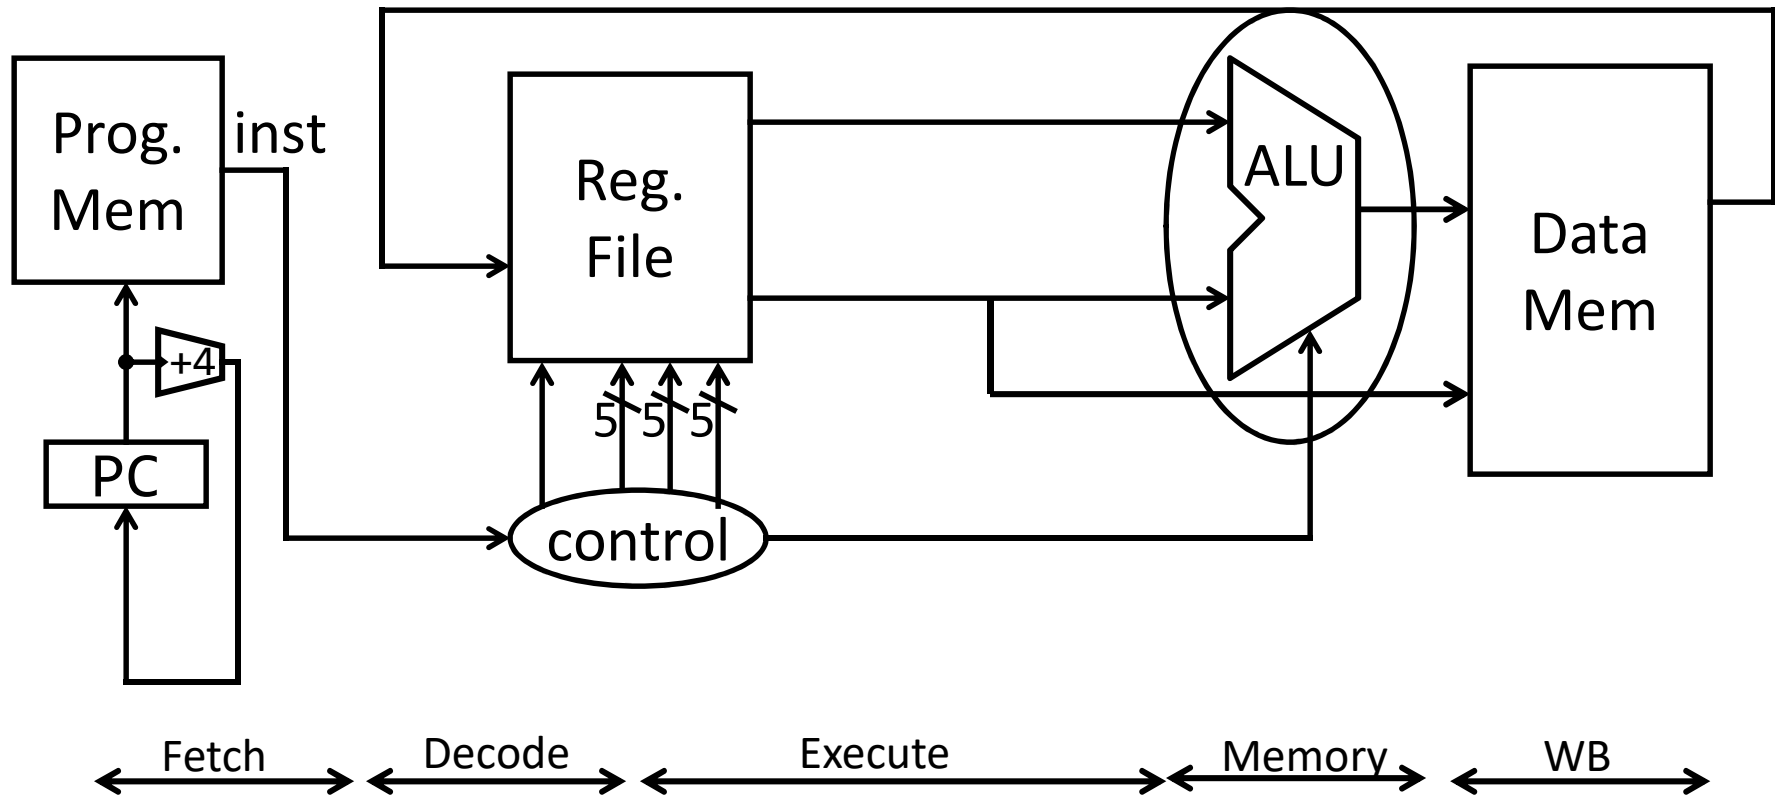 Prog.
Mem
inst
+4
PC
Reg.
File
5 5 5
control
ALU
Data
Mem
Fetch
Decode
Execute
Memory
WB